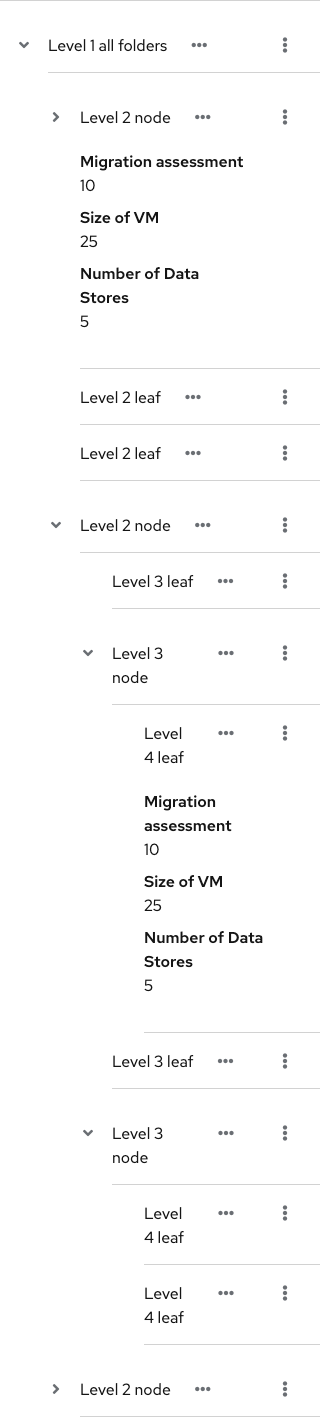 Level 1 all folders
Level 2 node
Migration assessment
10
Size of VM
25
Number of Data
Stores
5
Level 2 leaf
Level 2 leaf
Level 2 node
Level 3 leaf
Level 3
node
Level
4 leaf
Migration
assessment
10
Size of VM
25
Number of Data
Stores
5
Level 3 leaf
Level 3
node
Level
4 leaf
Level
4 leaf
Level 2 node